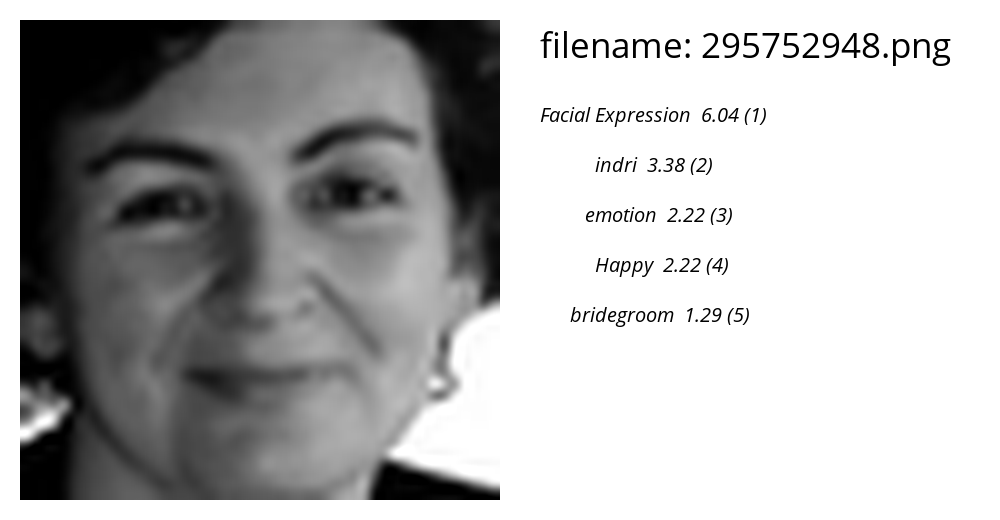 filename: 295752948.png
Facial Expression 6.04 (1)
indri 3.38 (2)
emotion 2.22 (3)
Happy 2.22 (4)
bridegroom 1.29 (5)